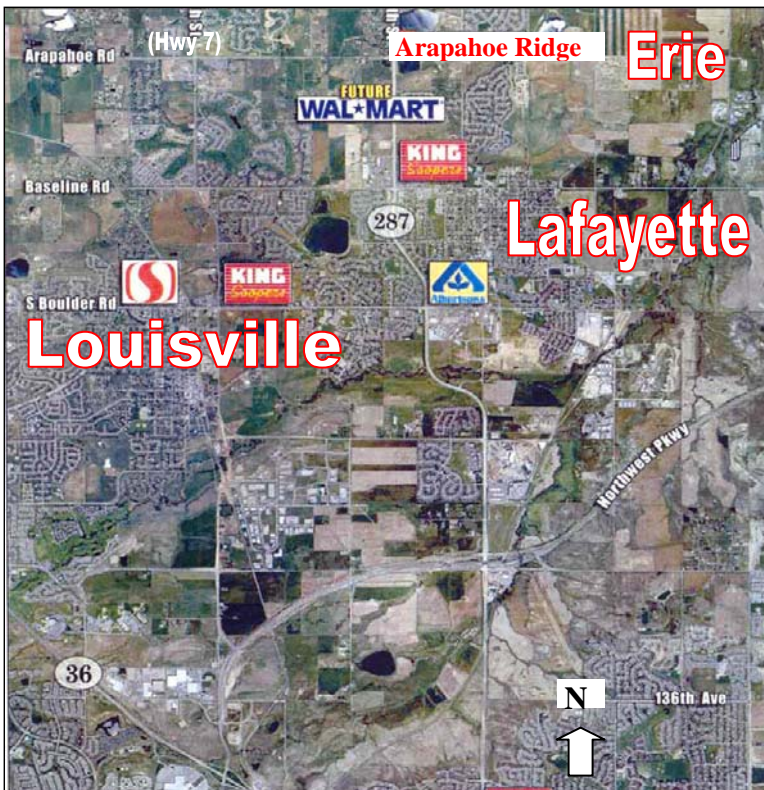 (Hwy 7)
Arapahoe Rd
Arapahoe Ridge
Erie
FUTURE
WAL★MART
KING
Soopers
Baseline Rd
287
Lafayette
S
KING
Soopers
Albertsons
S Boulder Rd
Louisville
Northwest Pkwy
36
N
136th Ave